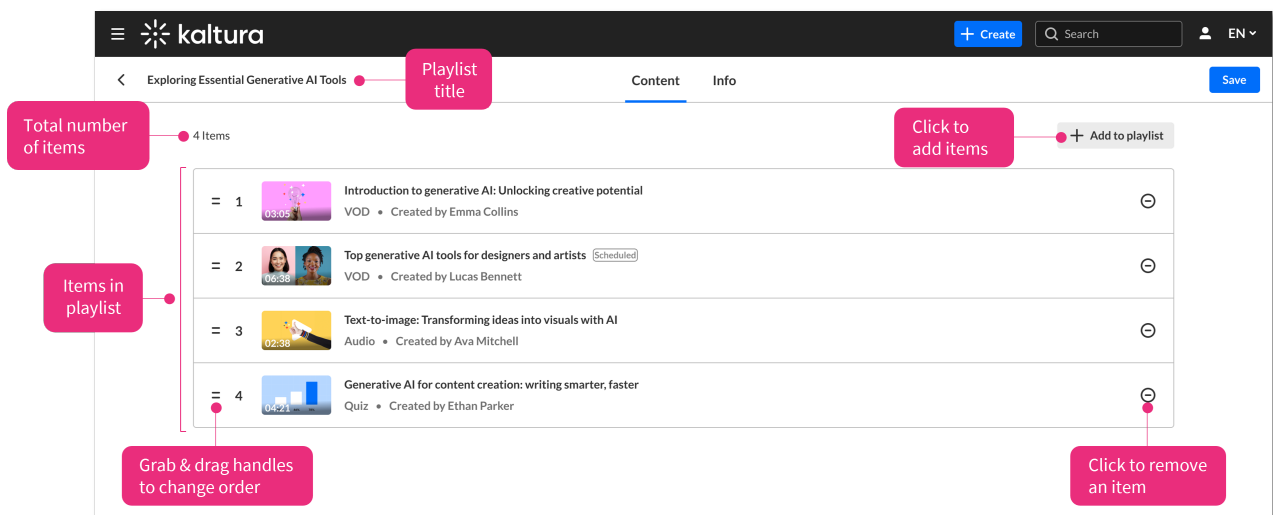 kaltura
Create
Search
EN
Exploring Essential Generative AI Tools
Playlist
title
Content
Info
Save
Total number
of items
4 Items
Click to
add items
Add to playlist
1
03:05
Introduction to generative AI: Unlocking creative potential
VOD • Created by Emma Collins
2
06:38
Top generative AI tools for designers and artists Scheduled
VOD • Created by Lucas Bennett
Items in
playlist
3
02:38
Text-to-image: Transforming ideas into visuals with AI
Audio • Created by Ava Mitchell
4
04:21
Generative AI for content creation: writing smarter, faster
Quiz • Created by Ethan Parker
Grab & drag handles
to change order
Click to remove
an item